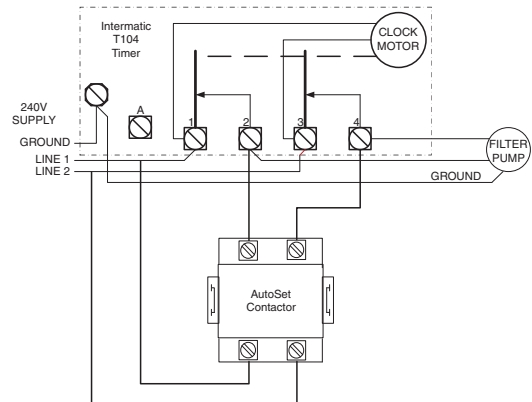 Intermatic
T104
Timer
CLOCK
MOTOR
A
1
2
3
4
240V
SUPPLY
GROUND
LINE 1
LINE 2
FILTER
PUMP
GROUND
AutoSet
Contactor